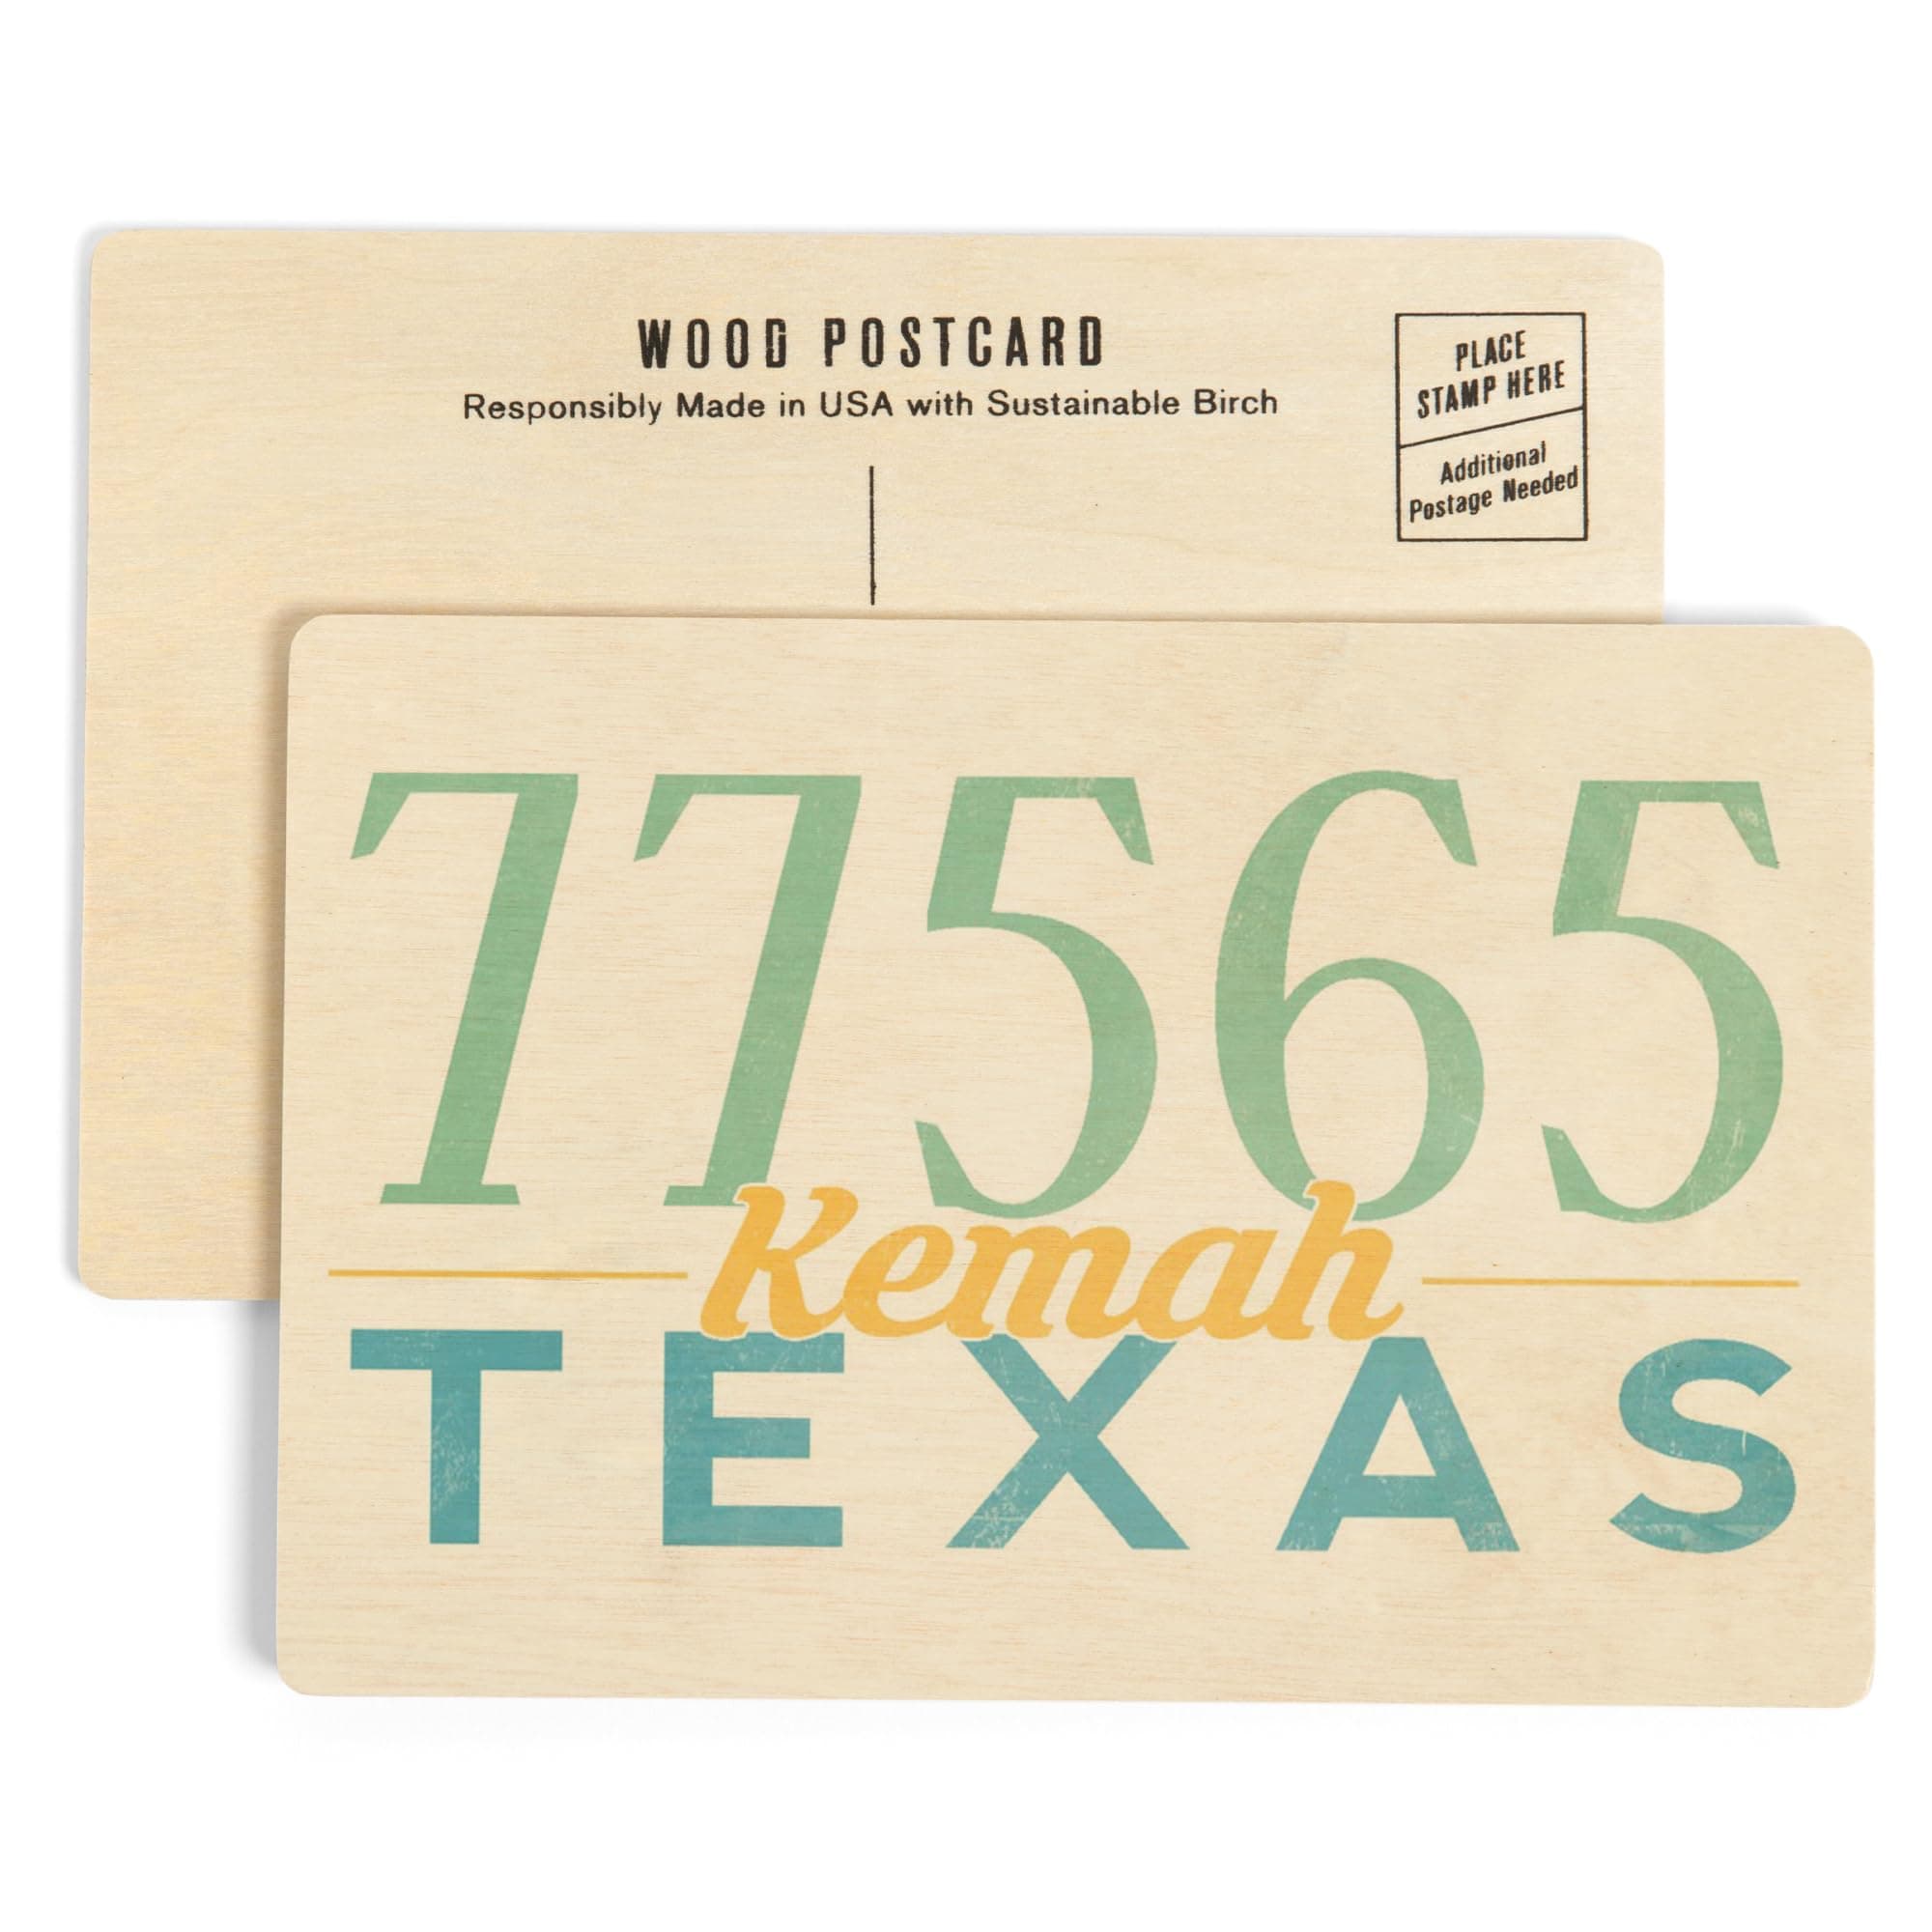 WOOD POSTCARD
Responsibly Made in USA with Sustainable Birch
PLACE
STAMP HERE
Additional
Postage Needed
77565
Kemah
TEXAS